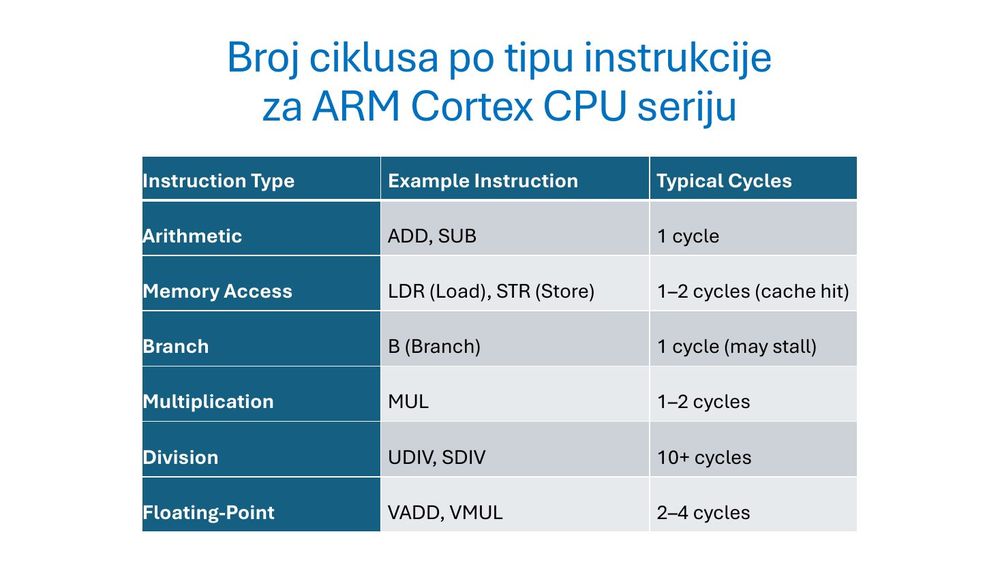 Broj ciklusa po tipu instrukcije
za ARM Cortex CPU seriju
Instruction Type Example Instruction Typical Cycles
Arithmetic ADD, SUB 1 cycle
Memory Access LDR (Load), STR (Store) 1–2 cycles (cache hit)
Branch B (Branch) 1 cycle (may stall)
Multiplication MUL 1–2 cycles
Division UDIV, SDIV 10+ cycles
Floating-Point VADD, VMUL 2–4 cycles